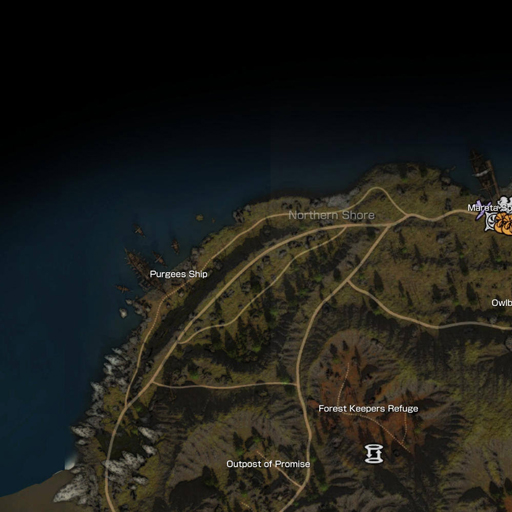 Northern Shore
Purgees Ship
Forest Keepers Refuge
Outpost of Promise